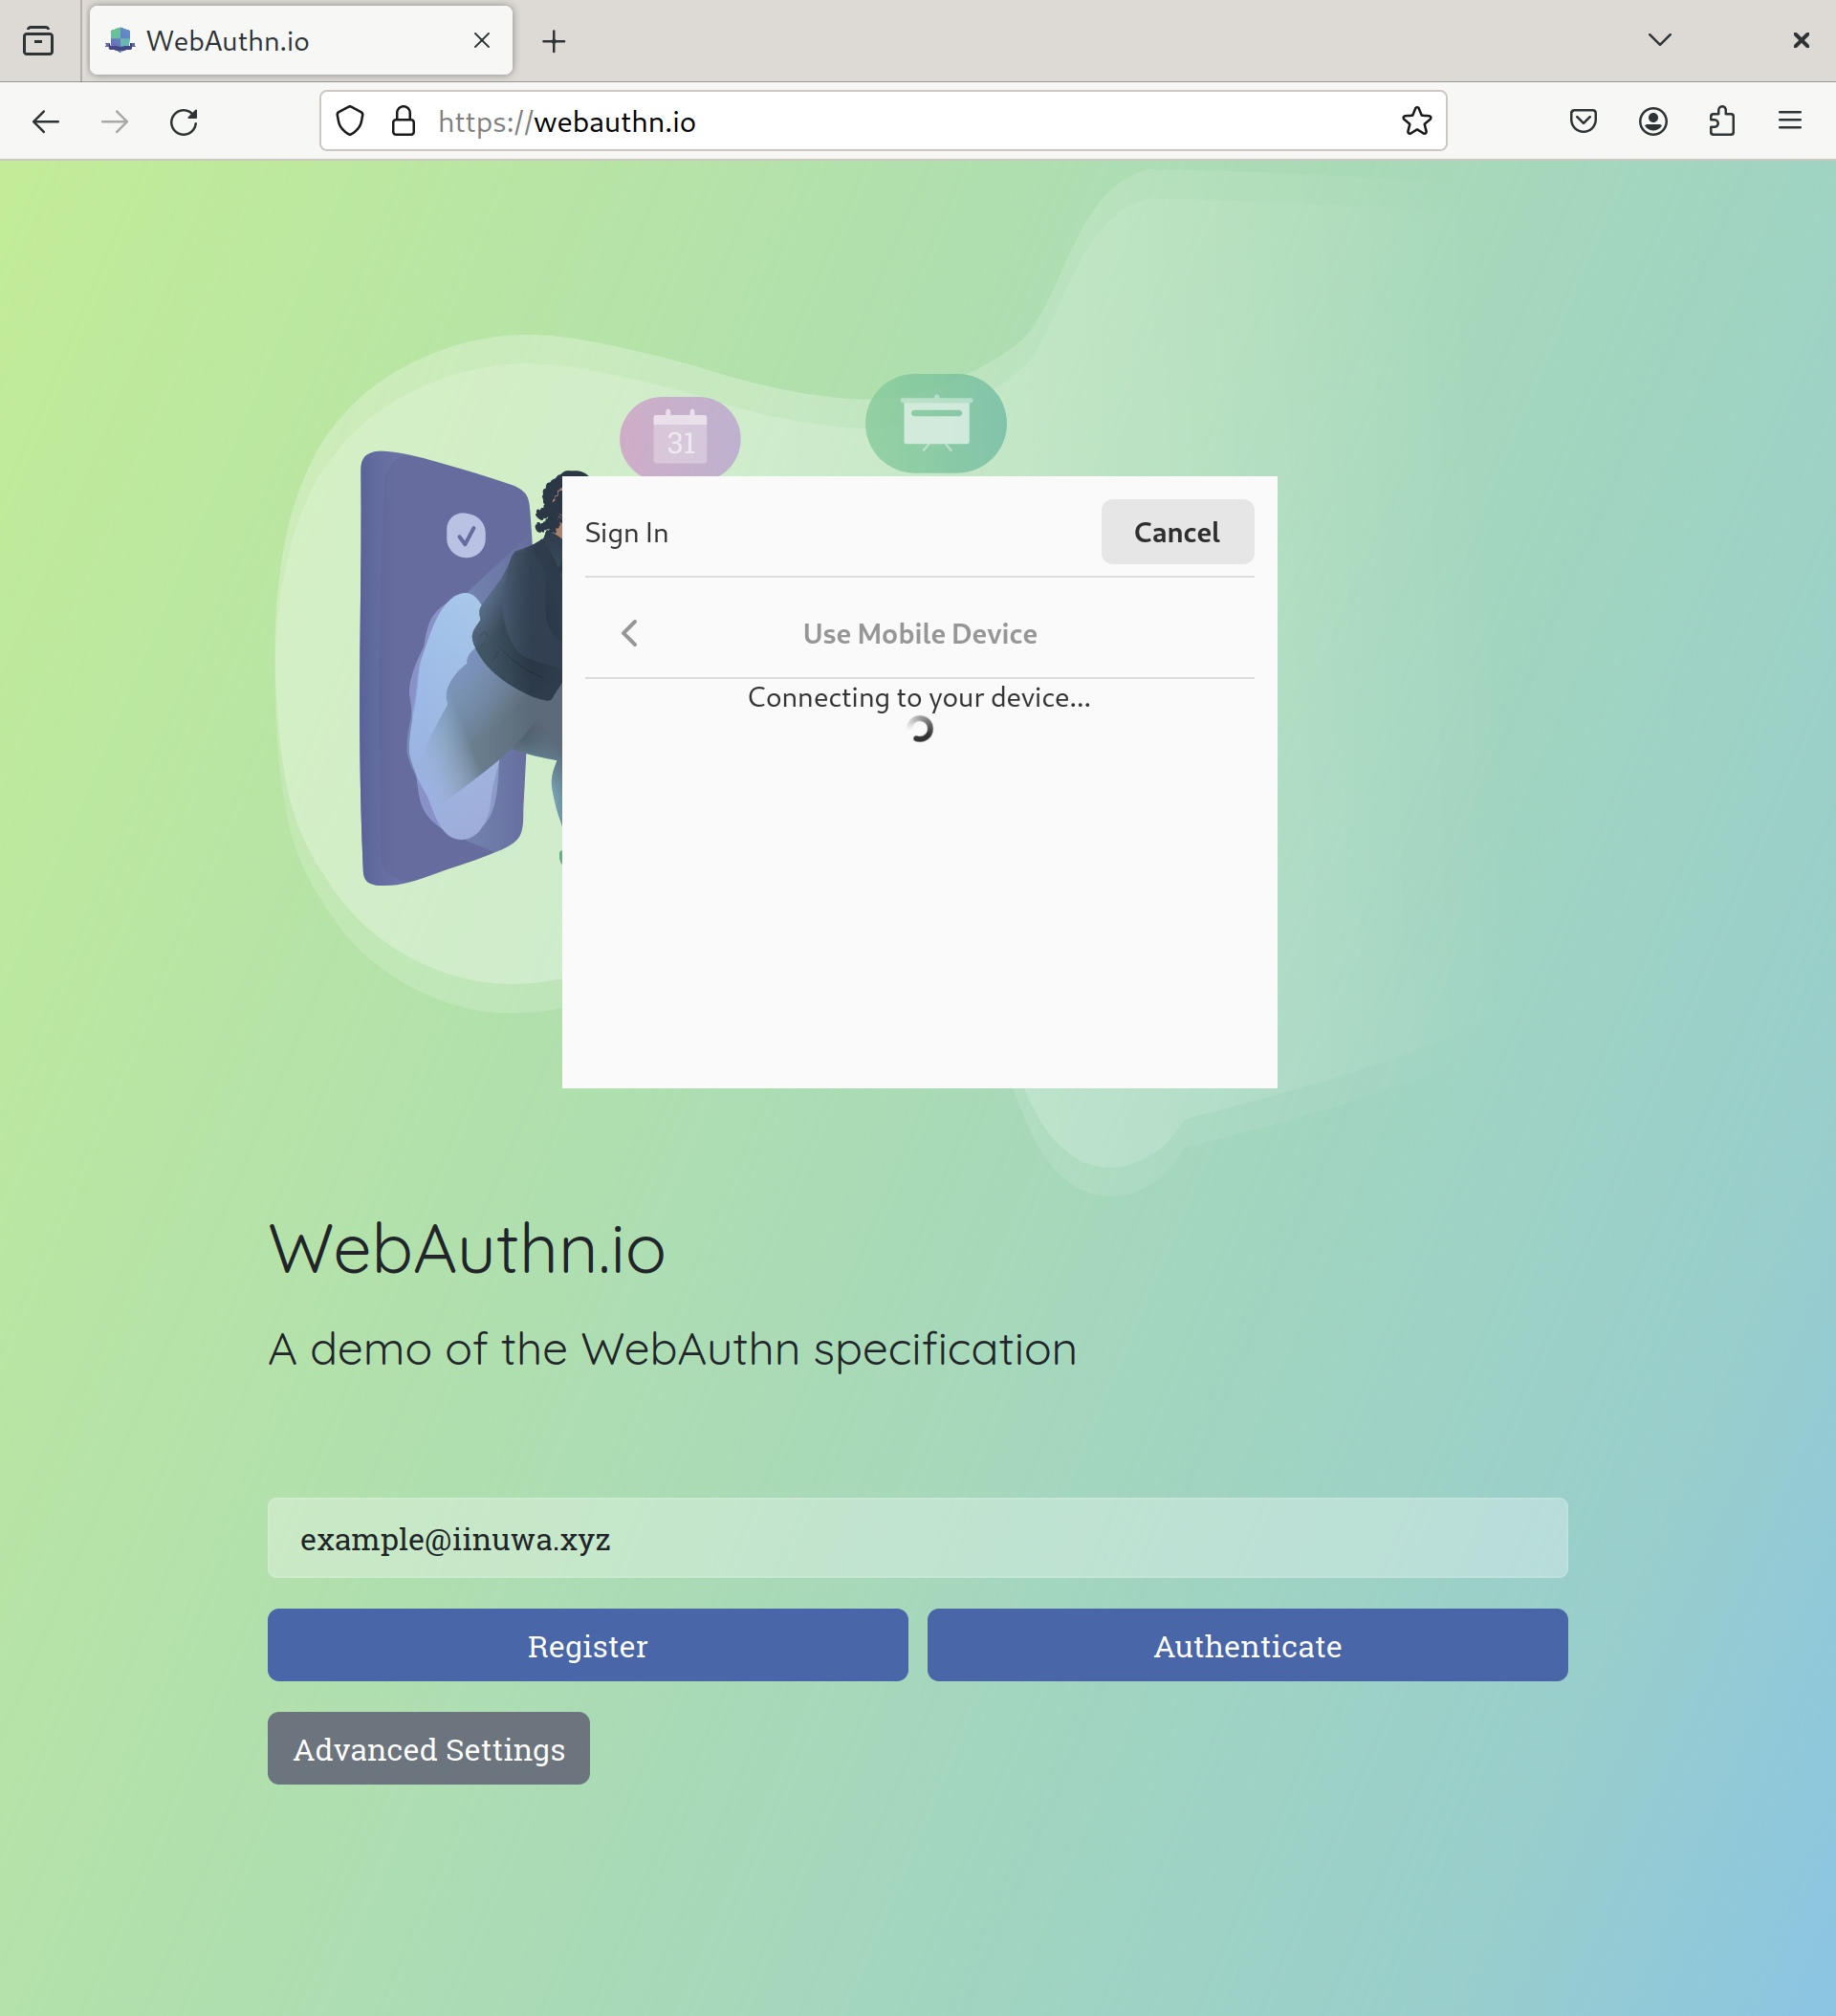 WebAuthn.io
https://webauthn.io
31
Sign In
Cancel
Use Mobile Device
Connecting to your device...
WebAuthn.io
A demo of the WebAuthn specification
example@iinuwa.xyz
Register
Authenticate
Advanced Settings